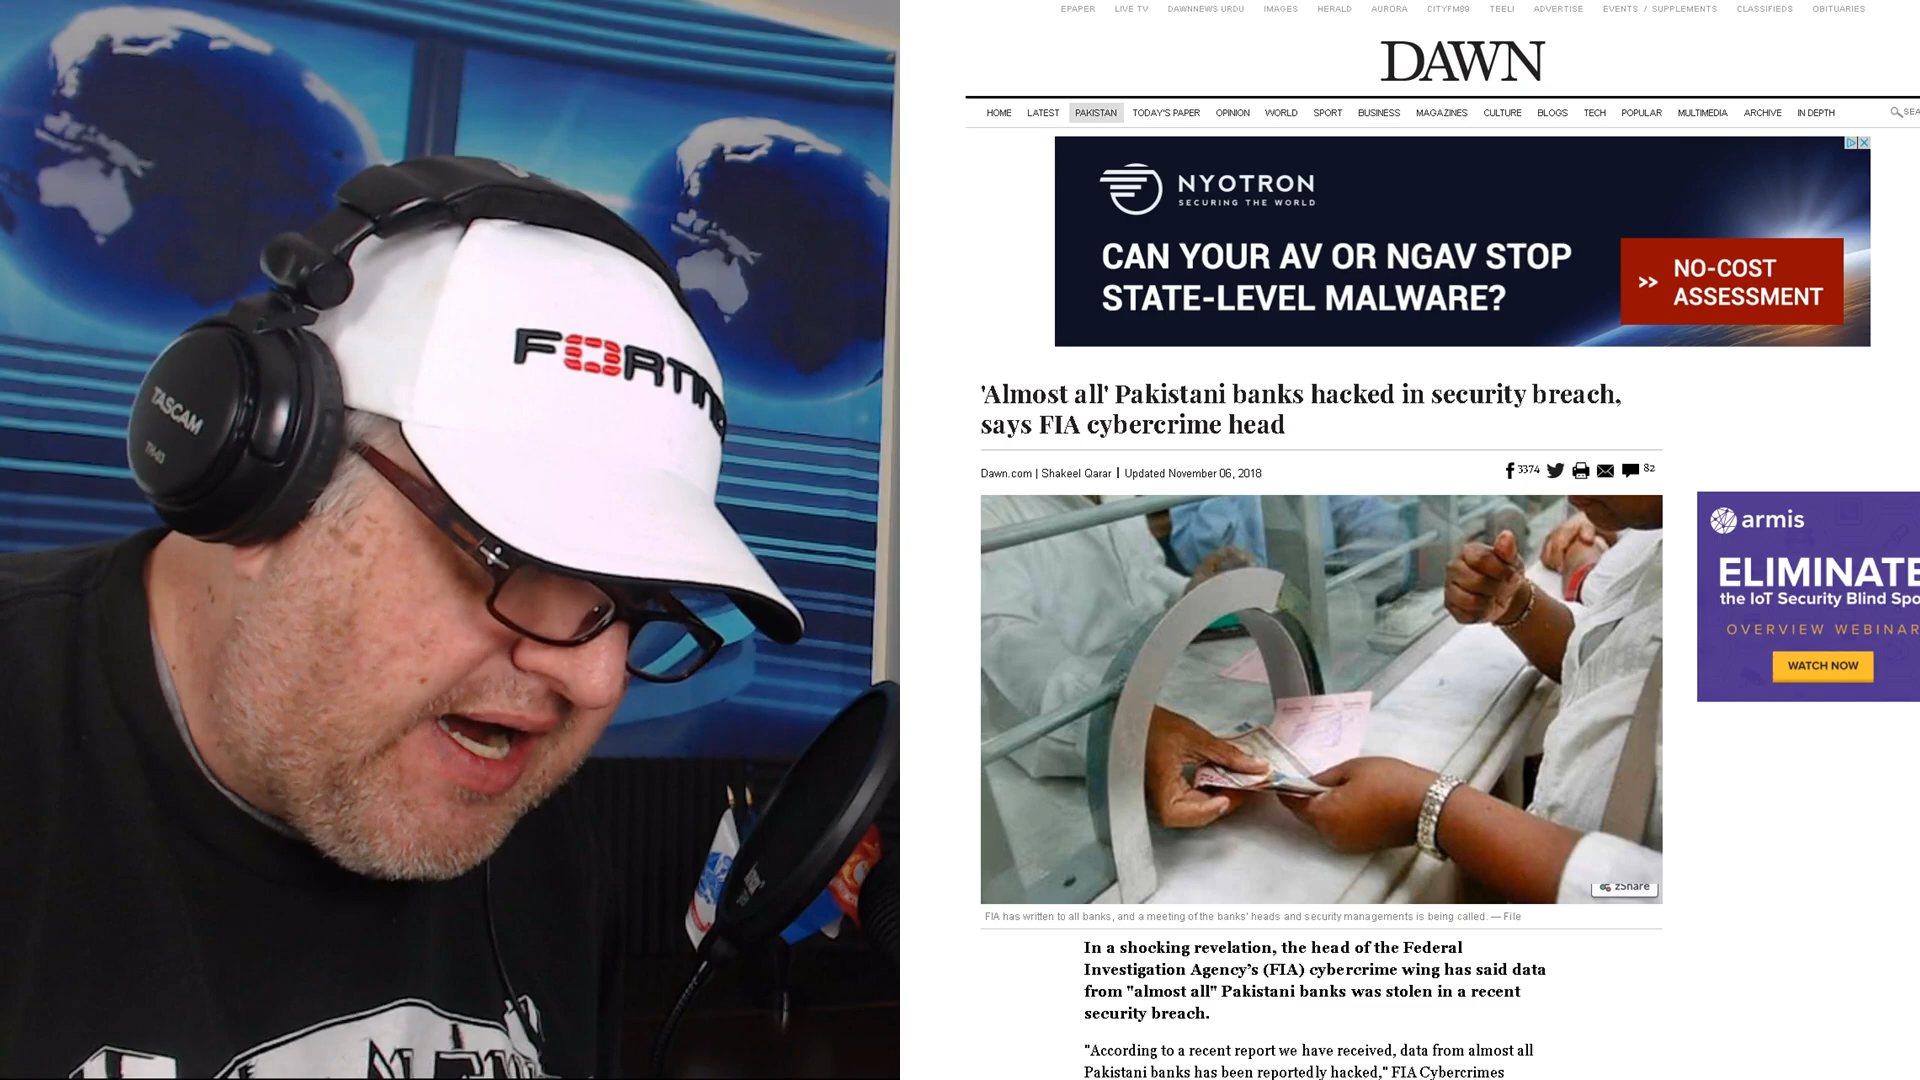 TASCAM
TH-03
EPAPER LIVE TV DAWNNEWS URDU IMAGES HERALD AURORA CITYFM89 TEELI ADVERTISE EVENTS / SUPPLEMENTS CLASSIFIEDS OBITUARIES
DAWN
HOME LATEST PAKISTAN TODAY'S PAPER OPINION WORLD SPORT BUSINESS MAGAZINES CULTURE BLOGS TECH POPULAR MULTIMEDIA ARCHIVE IN DEPTH SEA
NYOTRON
SECURING THE WORLD
CAN YOUR AV OR NGAV STOP
STATE-LEVEL MALWARE?
>> NO-COST
ASSESSMENT
'Almost all' Pakistani banks hacked in security breach,
says FIA cybercrime head
Dawn.com | Shakeel Qarar | Updated November 06, 2018
3374 82
zShare
FIA has written to all banks, and a meeting of the banks' heads and security managements is being called. — File
armis
ELIMINATE
the IoT Security Blind Spo
OVERVIEW WEBINAR
WATCH NOW
In a shocking revelation, the head of the Federal
Investigation Agency’s (FIA) cybercrime wing has said data
from "almost all" Pakistani banks was stolen in a recent
security breach.
"According to a recent report we have received, data from almost all
Pakistani banks has been reportedly hacked," FIA Cybercrimes